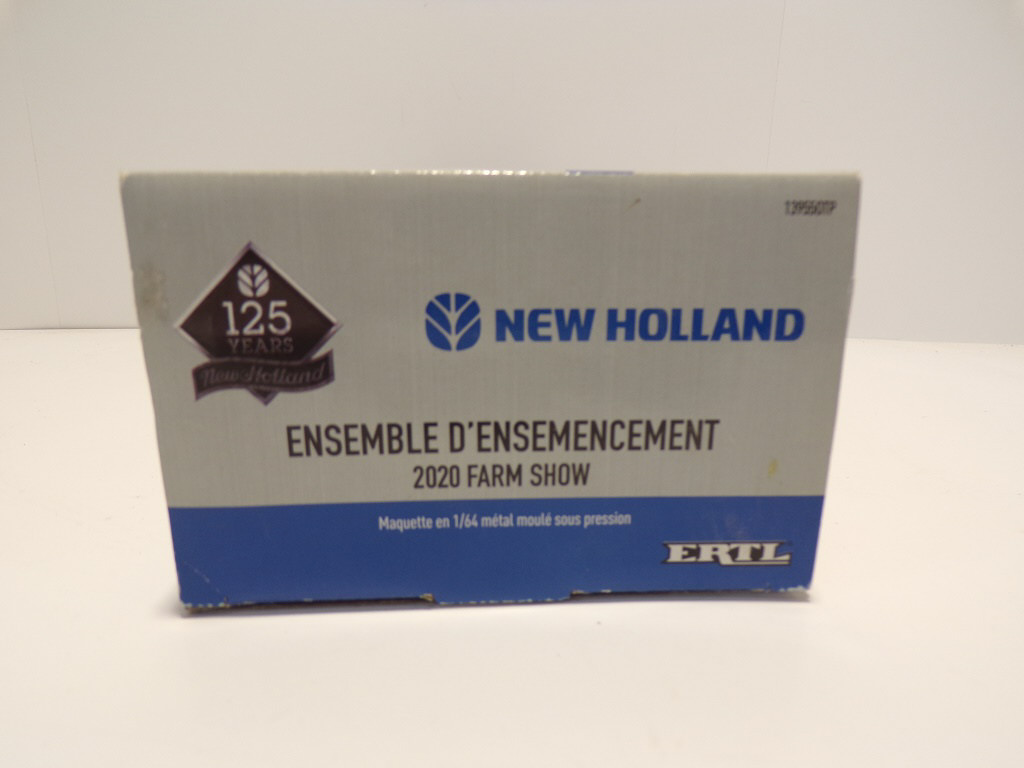 13955OTP
125
YEARS
New Holland
NEW HOLLAND
ENSEMBLE D'ENSEMENCEMENT
2020 FARM SHOW
Maquette en 1/64 métal moulé sous pression
ERTL